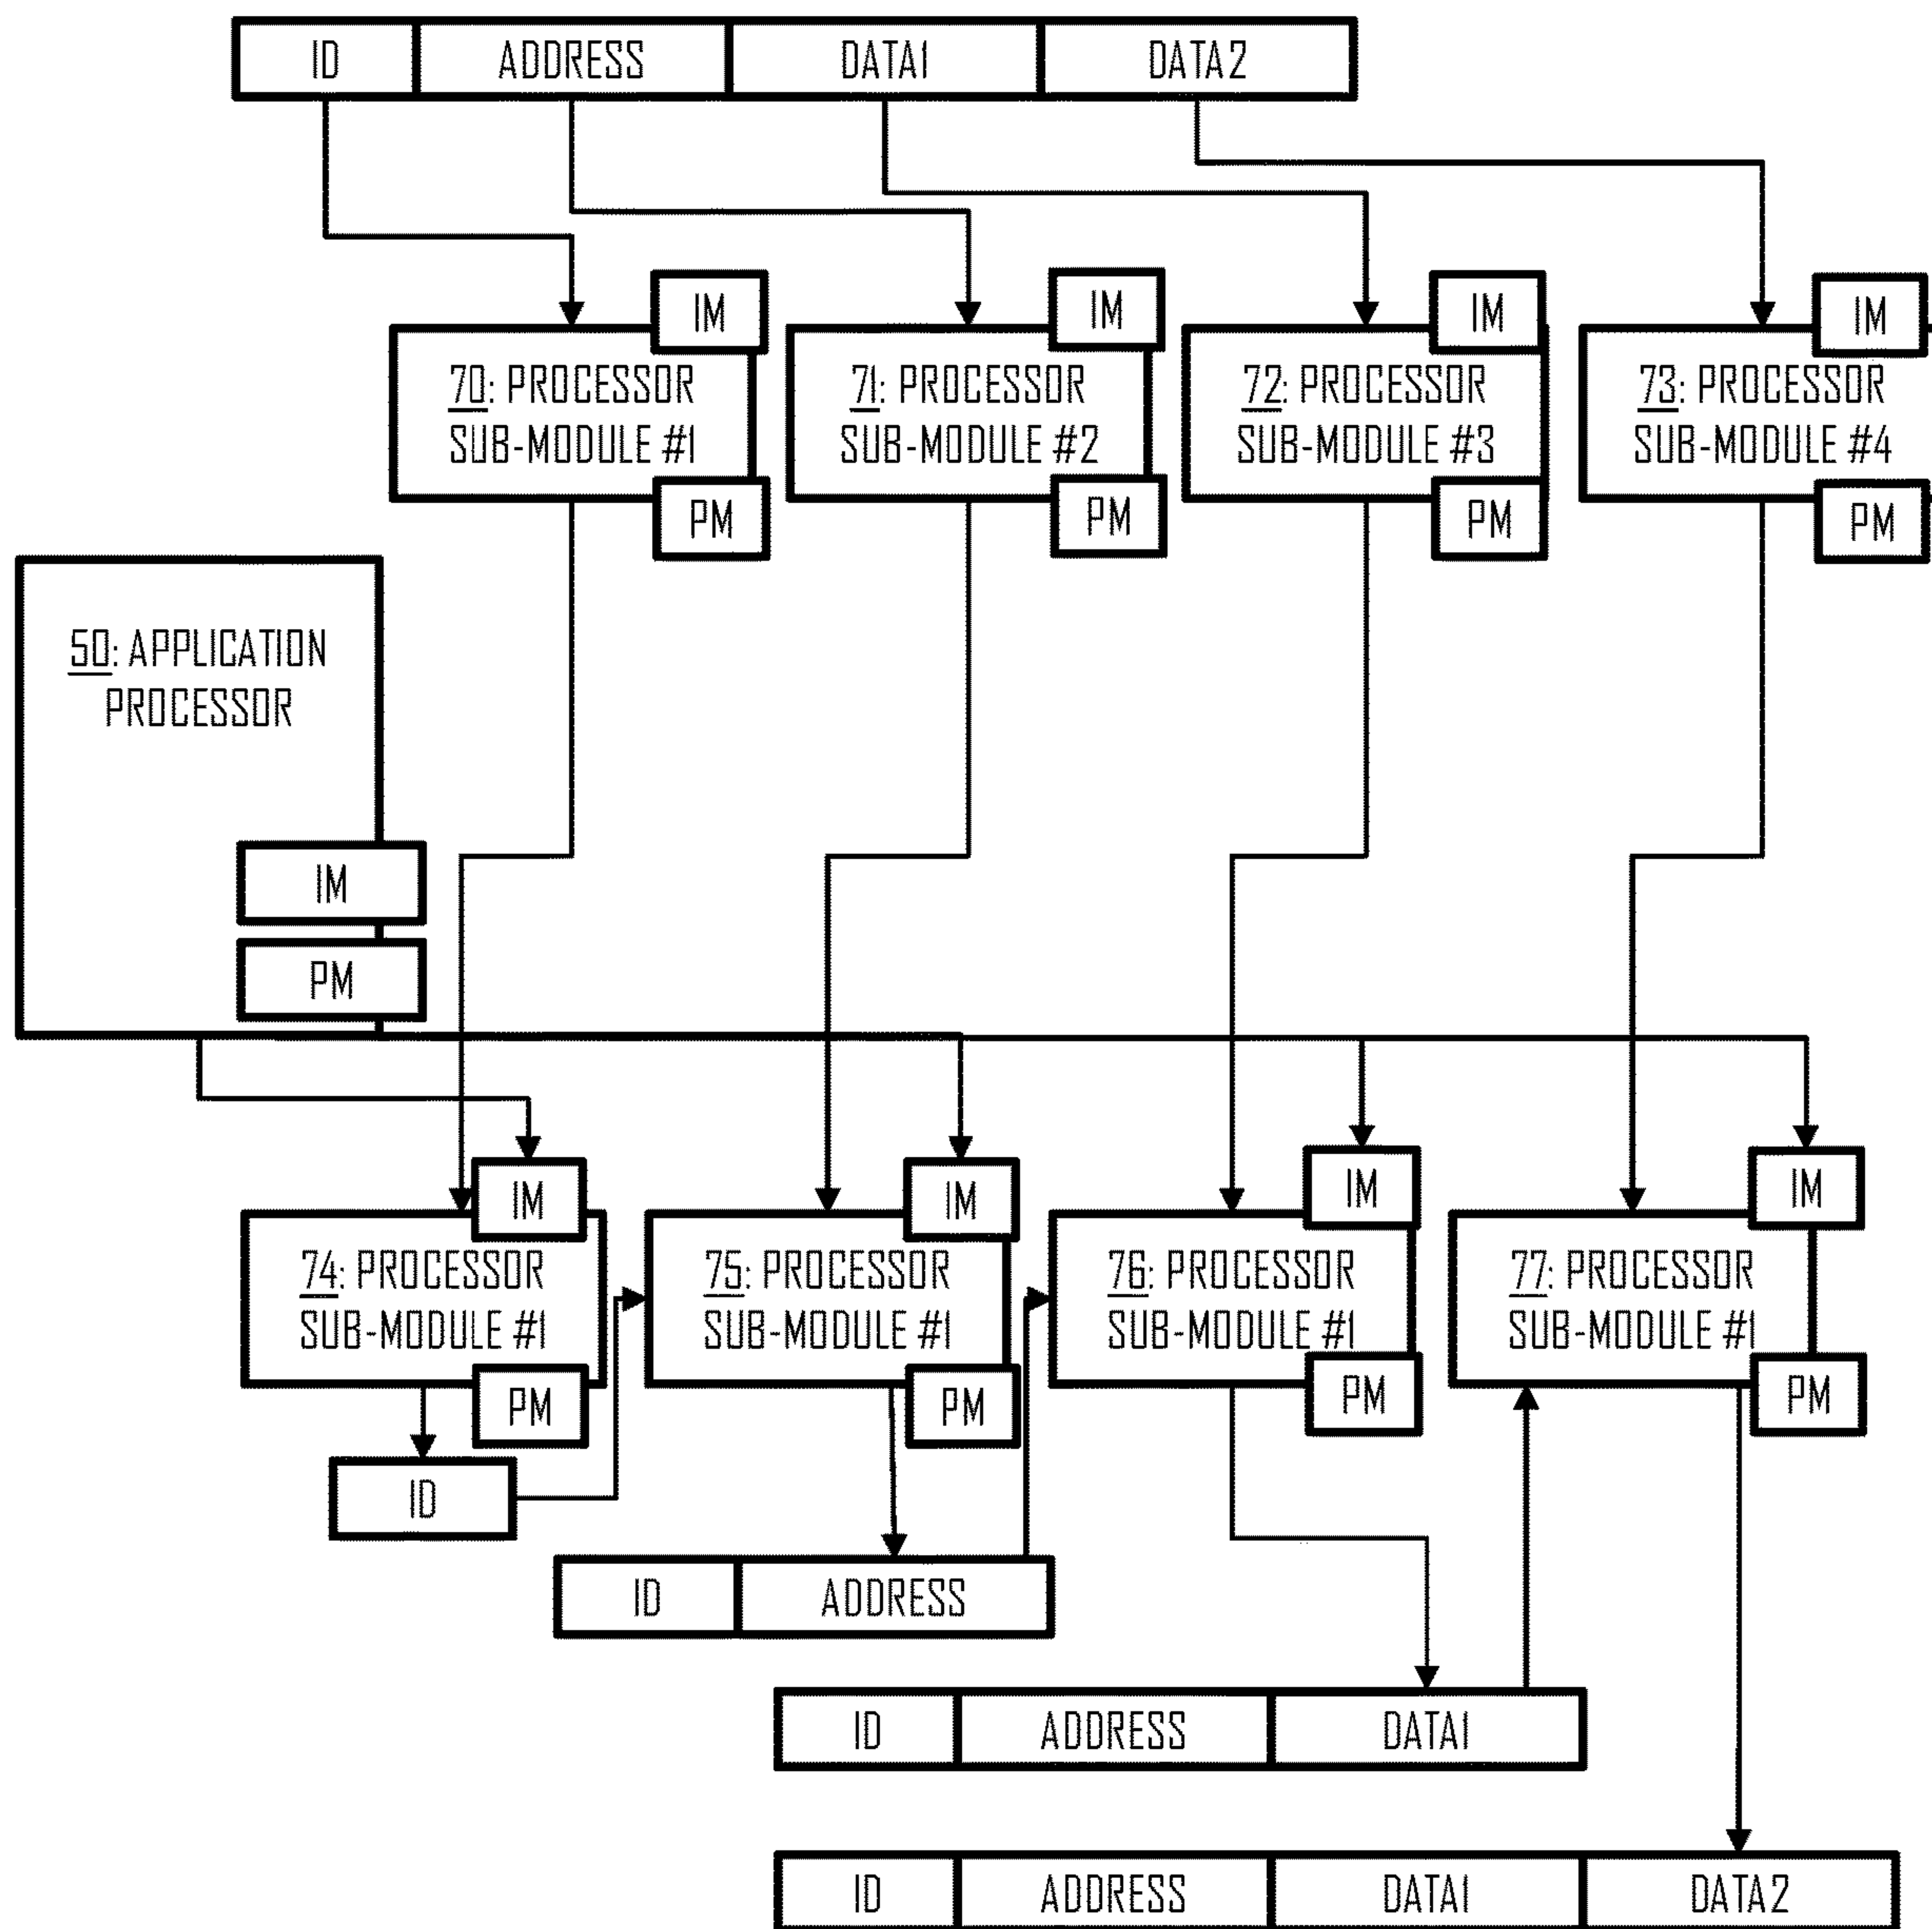 ID ADDRESS DATA1 DATA2
IM IM IM IM
70: PROCESSOR
SUB-MODULE #1
71: PROCESSOR
SUB-MODULE #2
72: PROCESSOR
SUB-MODULE #3
73: PROCESSOR
SUB-MODULE #4
PM PM PM PM
50: APPLICATION
PROCESSOR
IM
PM
IM IM IM IM
74: PROCESSOR
SUB-MODULE #1
75: PROCESSOR
SUB-MODULE #1
76: PROCESSOR
SUB-MODULE #1
77: PROCESSOR
SUB-MODULE #1
PM PM PM PM
ID
ID ADDRESS
ID ADDRESS DATA1
ID ADDRESS DATA1 DATA2